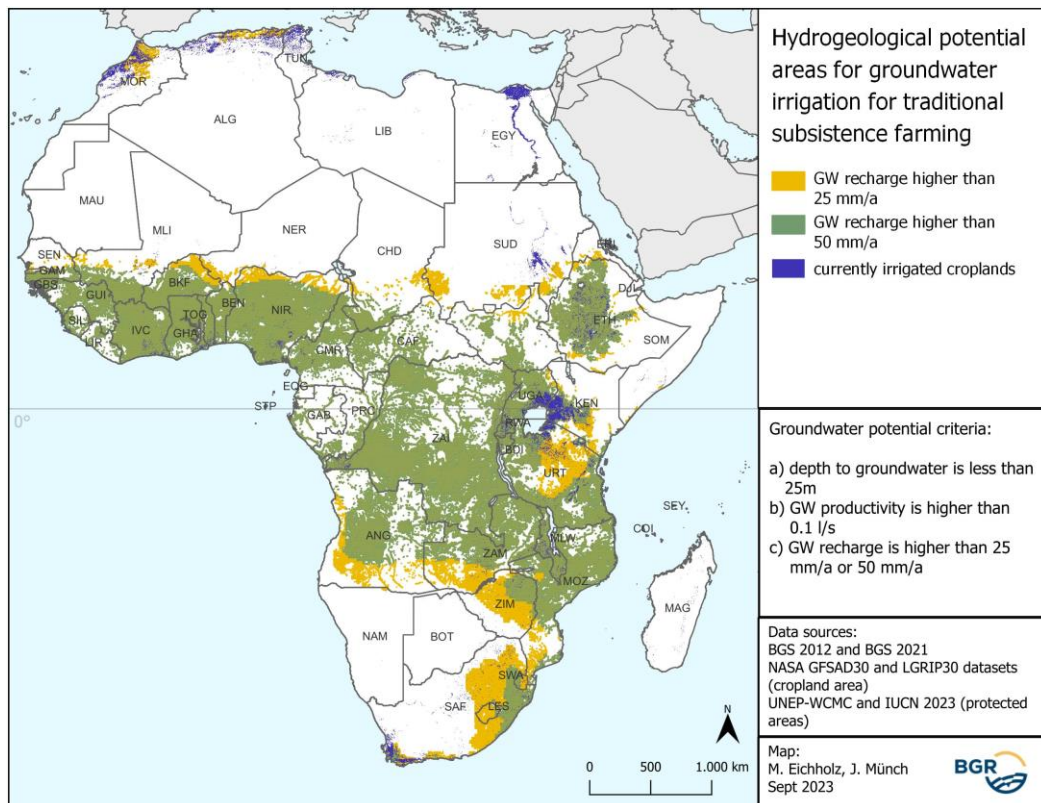 Hydrogeological potential
areas for groundwater
irrigation for traditional
subsistence farming
GW recharge higher than
25 mm/a
GW recharge higher than
50 mm/a
currently irrigated croplands
Groundwater potential criteria:
a) depth to groundwater is less than
25m
b) GW productivity is higher than
0.1 l/s
c) GW recharge is higher than 25
mm/a or 50 mm/a
Data sources:
BGS 2012 and BGS 2021
NASA GFSAD30 and LGRIP30 datasets
(cropland area)
UNEP-WCMC and IUCN 2023 (protected
areas)
Map:
M. Eichholz, J. Münch
Sept 2023
BGR
TUN
MOR
ALG
LIB
EGY
MAU
MLI
NER
CHD
SUD
SEN
GAM
GBS
GUI
BKF
BEN
NIR
DJI
SIL
IVC
TOG
GHA
ETH
LIR
CMR
CAF
SOM
EQG
UGA
KEN
STP
0°
GAB
PRC
ZAI
RWA
BDI
URT
SEY
COI
ANG
MLW
ZAM
MOZ
ZIM
MAG
NAM
BOT
SWA
SAF
LES
N
0
500
1.000 km